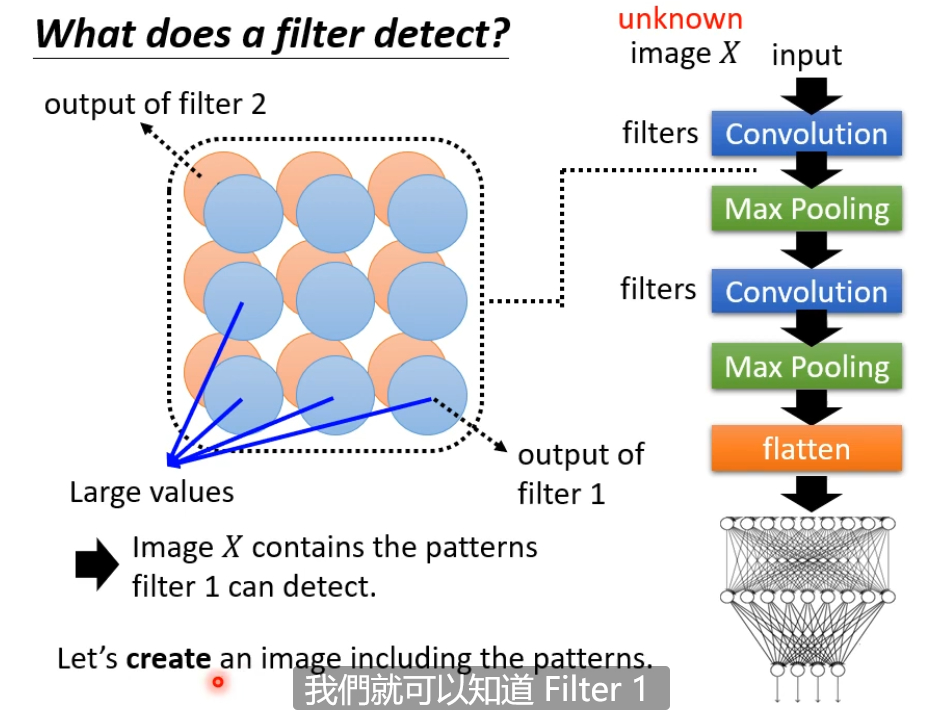 What does a filter detect?
unknown
image X
input
output of filter 2
filters
Convolution
Max Pooling
filters
Convolution
Max Pooling
flatten
output of
filter 1
Large values
Image X contains the patterns
filter 1 can detect.
Let's create an image including the patterns.
我們就可以知道 Filter 1